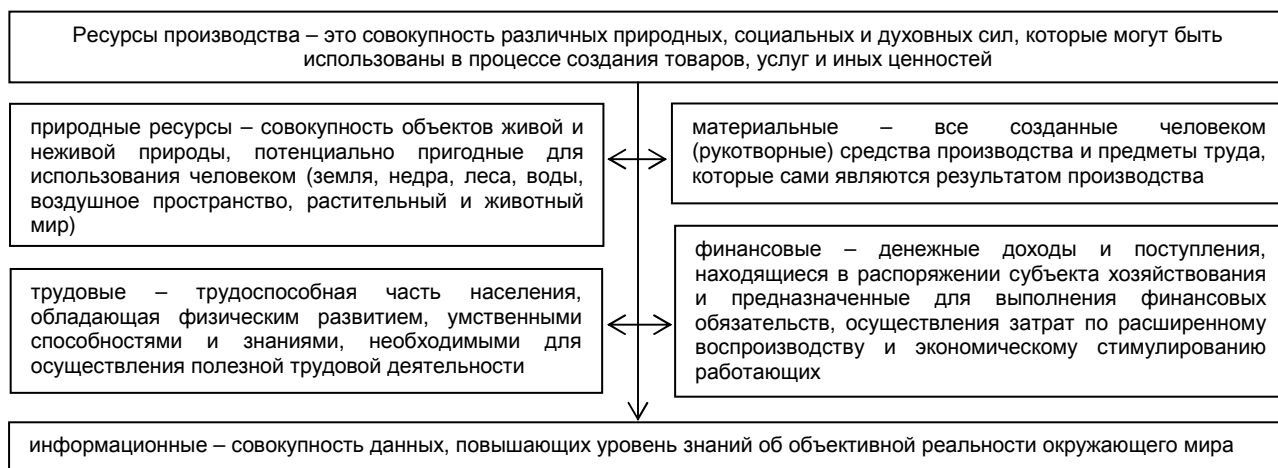 Ресурсы производства – это совокупность различных природных, социальных и духовных сил, которые могут быть
использованы в процессе создания товаров, услуг и иных ценностей
природные ресурсы – совокупность объектов живой и
неживой природы, потенциально пригодные для
использования человеком (земля, недра, леса, воды,
воздушное пространство, растительный и животный
мир)
материальные – все созданные человеком
(рукотворные) средства производства и предметы труда,
которые сами являются результатом производства
трудовые – трудоспособная часть населения,
обладающая физическим развитием, умственными
способностями и знаниями, необходимыми для
осуществления полезной трудовой деятельности
финансовые – денежные доходы и поступления,
находящиеся в распоряжении субъекта хозяйствования
и предназначенные для выполнения финансовых
обязательств, осуществления затрат по расширенному
воспроизводству и экономическому стимулированию
работающих
информационные – совокупность данных, повышающих уровень знаний об объективной реальности окружающего мира